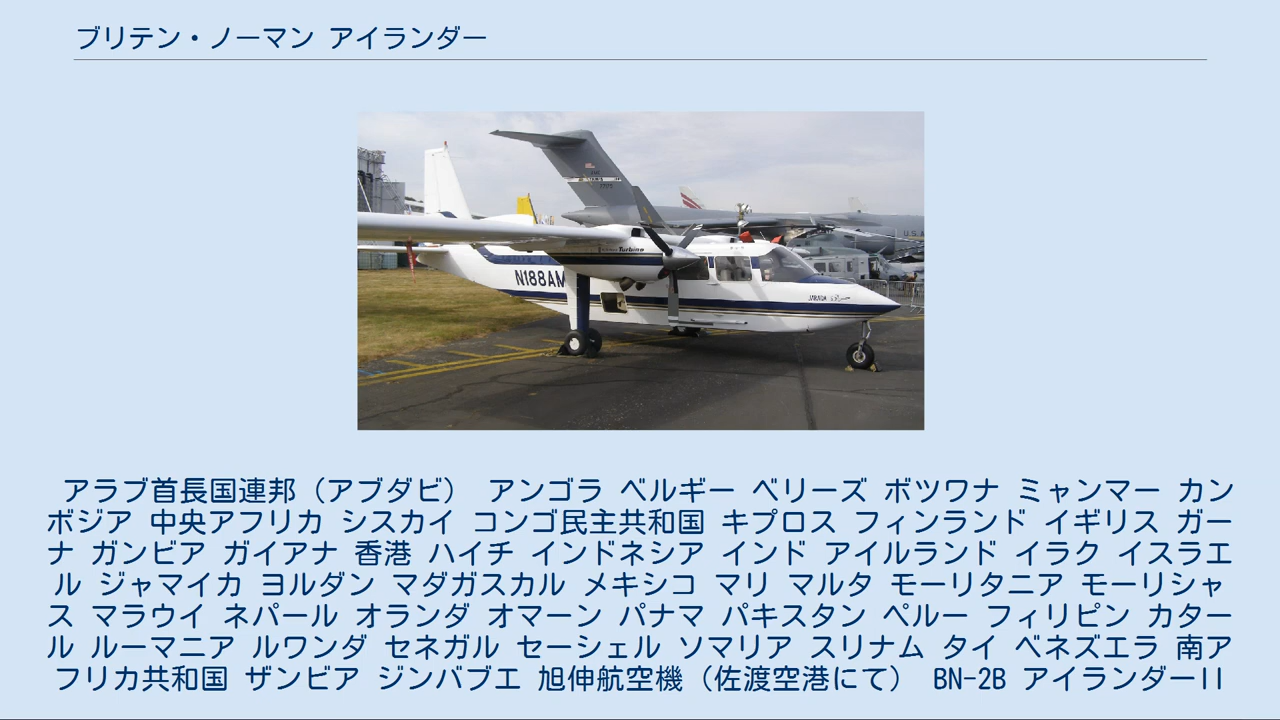 ブリテン・ノーマン アイランダー
N188AM
アラブ首長国連邦（アブダビ） アンゴラ ベルギー ベリーズ ボツワナ ミャンマー カン
ボジア 中央アフリカ シスカイ コンゴ民主共和国 キプロス フィンランド イギリス ガー
ナ ガンビア ガイアナ 香港 ハイチ インドネシア インド アイルランド イラク イスラエ
ル ジャマイカ ヨルダン マダガスカル メキシコ マリ マルタ モーリタニア モーリシャ
ス マラウイ ネパール オランダ オマーン パナマ パキスタン ペルー フィリピン カター
ル ルーマニア ルワンダ セネガル セーシェル ソマリア スリナム タイ ベネズエラ 南ア
フリカ共和国 ザンビア ジンバブエ 旭伸航空機（佐渡空港にて） BN-2B アイランダーII